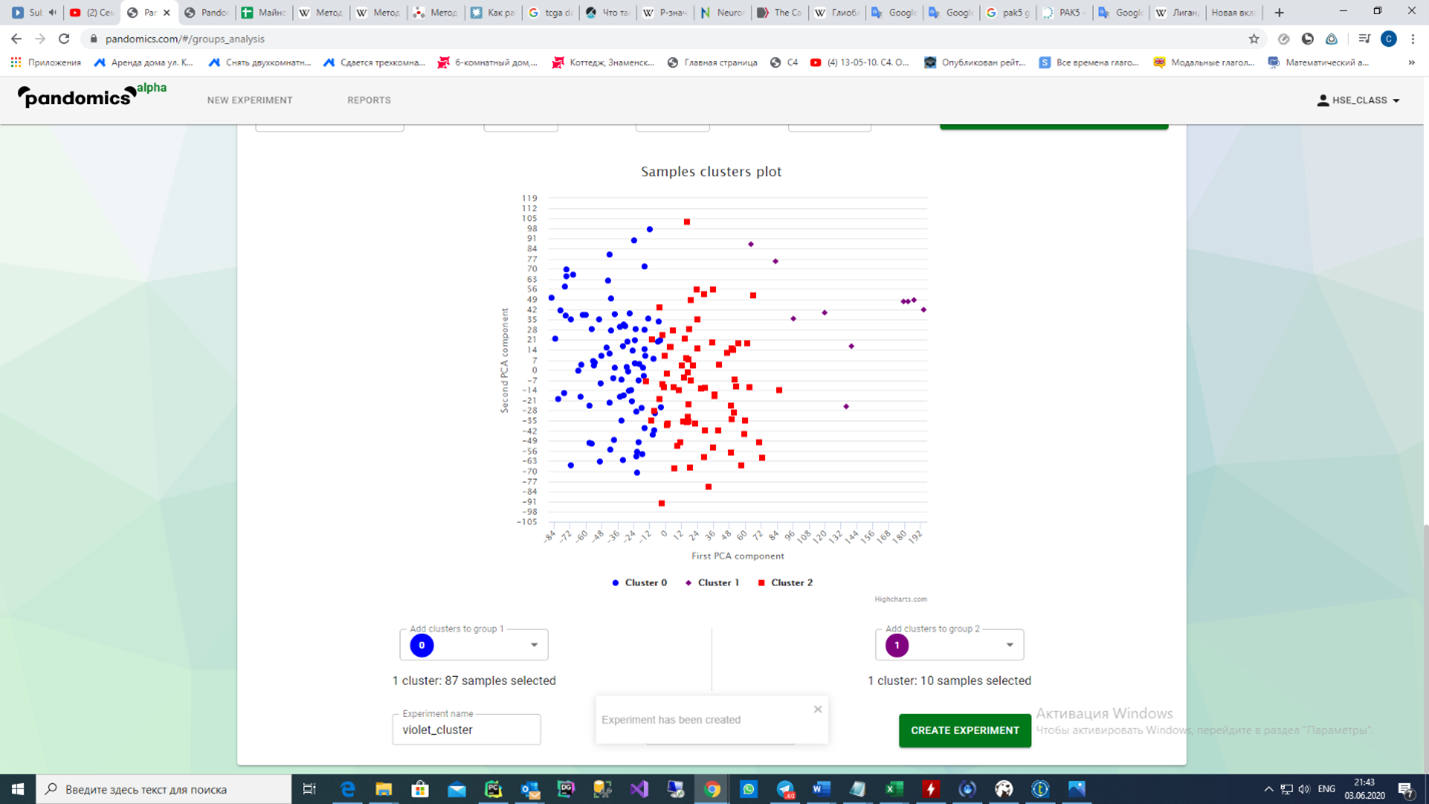 Sul
(2) Сем
Par
Pando
Майнс
Метод
Метод
Метод
Как ра
tcga da
Что та
P-знач
Neuro
The Ca
Глиоб
Google
Google
pak5 g
PAK5 -
Google
Лиган
Новая вкл
pandomics.com/#/groups_analysis
C
Приложения
Аренда дома ул. К...
Снять двухкомнатн...
Сдается трехкомна...
6-комнатный дом,...
Коттедж, Знаменск...
Главная страница
C4
(4) 13-05-10. C4. О...
Опубликован рейт...
Все времена глаго...
Модальные глагол...
Математический а...
»
pandomics alpha
NEW EXPERIMENT
REPORTS
HSE_CLASS
Samples clusters plot
119
112
105
98
91
84
77
70
63
56
49
42
35
28
21
14
7
0
-7
-14
-21
-28
-35
-42
-49
-56
-63
-70
-77
-84
-91
-98
-105
Second PCA component
-84 -72 -60 -48 -36 -24 -12 0 12 24 36 48 60 72 84 96 108 120 132 144 156 168 180 192
First PCA component
Cluster 0 Cluster 1 Cluster 2
Highcharts.com
Add clusters to group 1
0
1 cluster: 87 samples selected
Add clusters to group 2
1
1 cluster: 10 samples selected
Experiment name
violet_cluster
Experiment has been created
CREATE EXPERIMENT
Активация Windows
Чтобы активировать Windows, перейдите в раздел "Параметры".
Введите здесь текст для поиска
ENG
21:43
03.06.2020